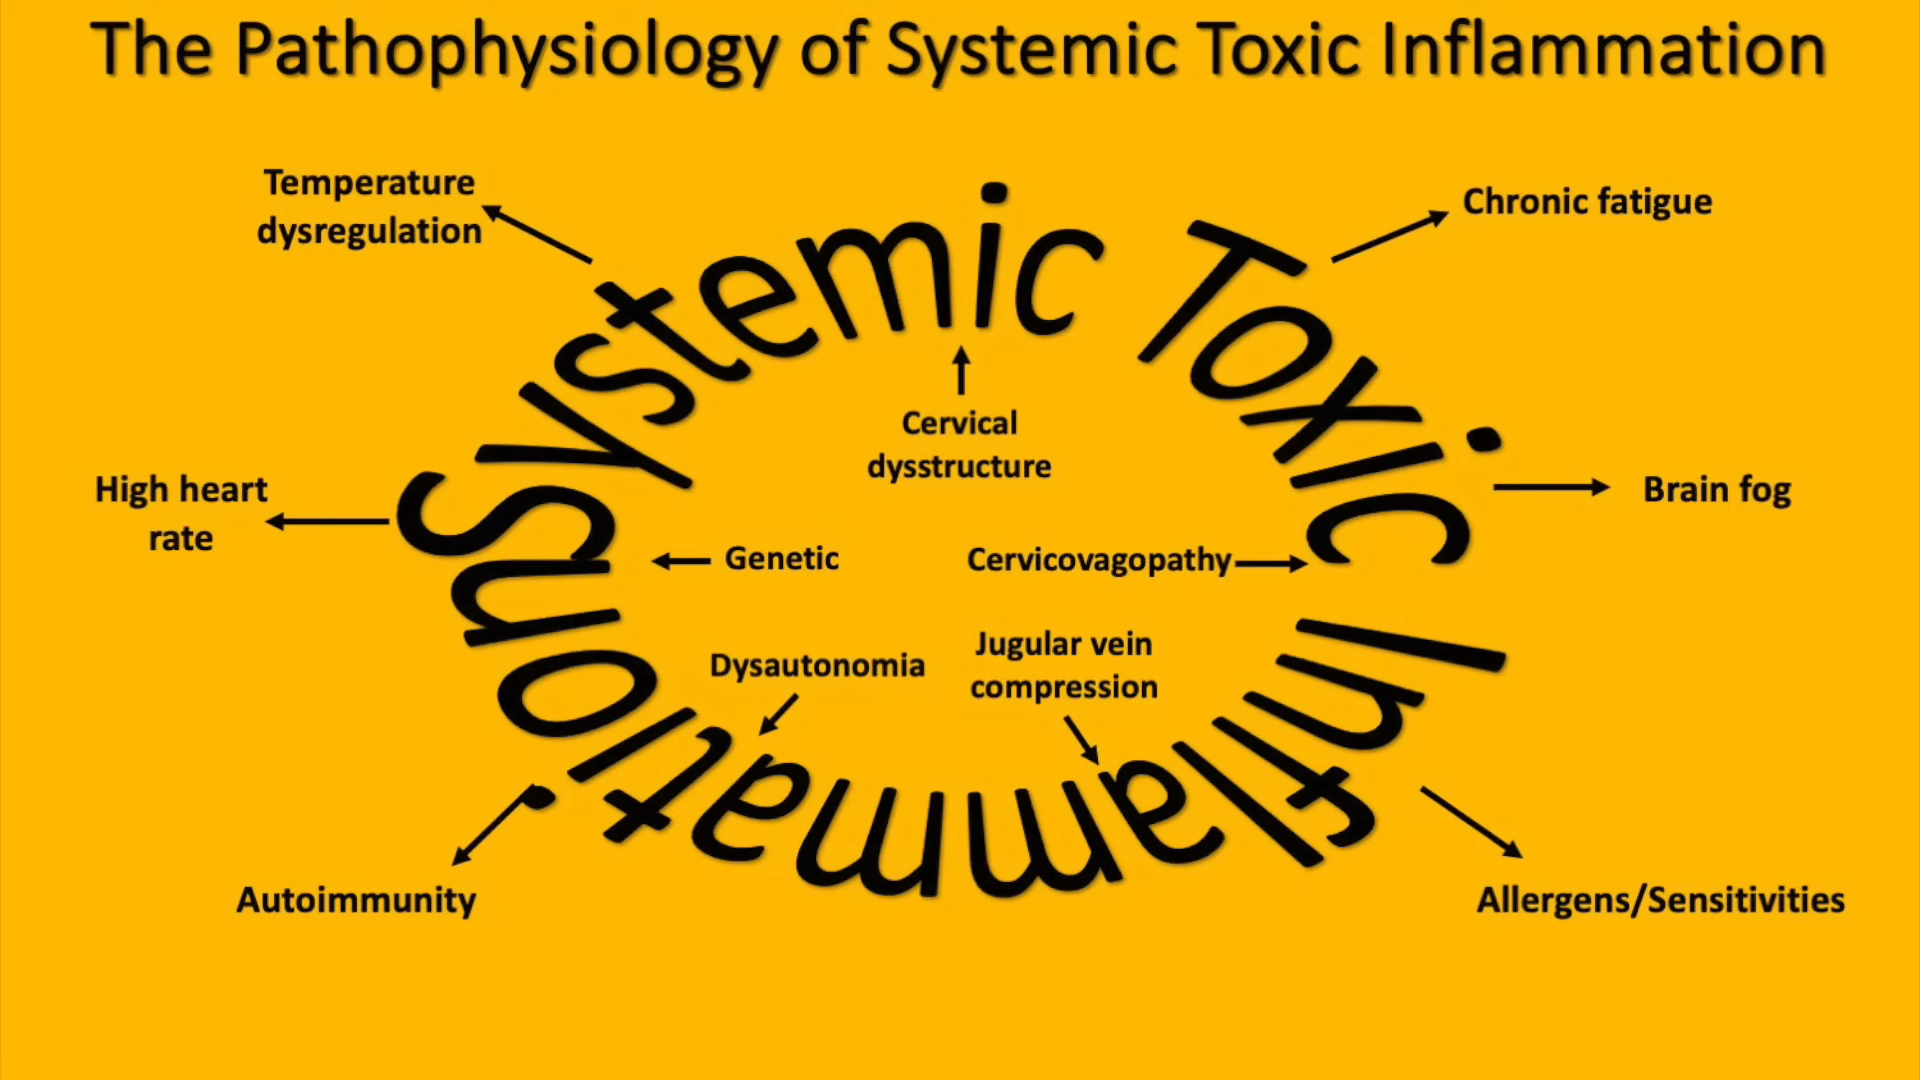 The Pathophysiology of Systemic Toxic Inflammation
Temperature
dysregulation
Chronic fatigue
Systemic Toxic Inflammation
Cervical
dysstructure
High heart
rate
Brain fog
Genetic
Cervicovagopathy
Dysautonomia
Jugular vein
compression
Autoimmunity
Allergens/Sensitivities